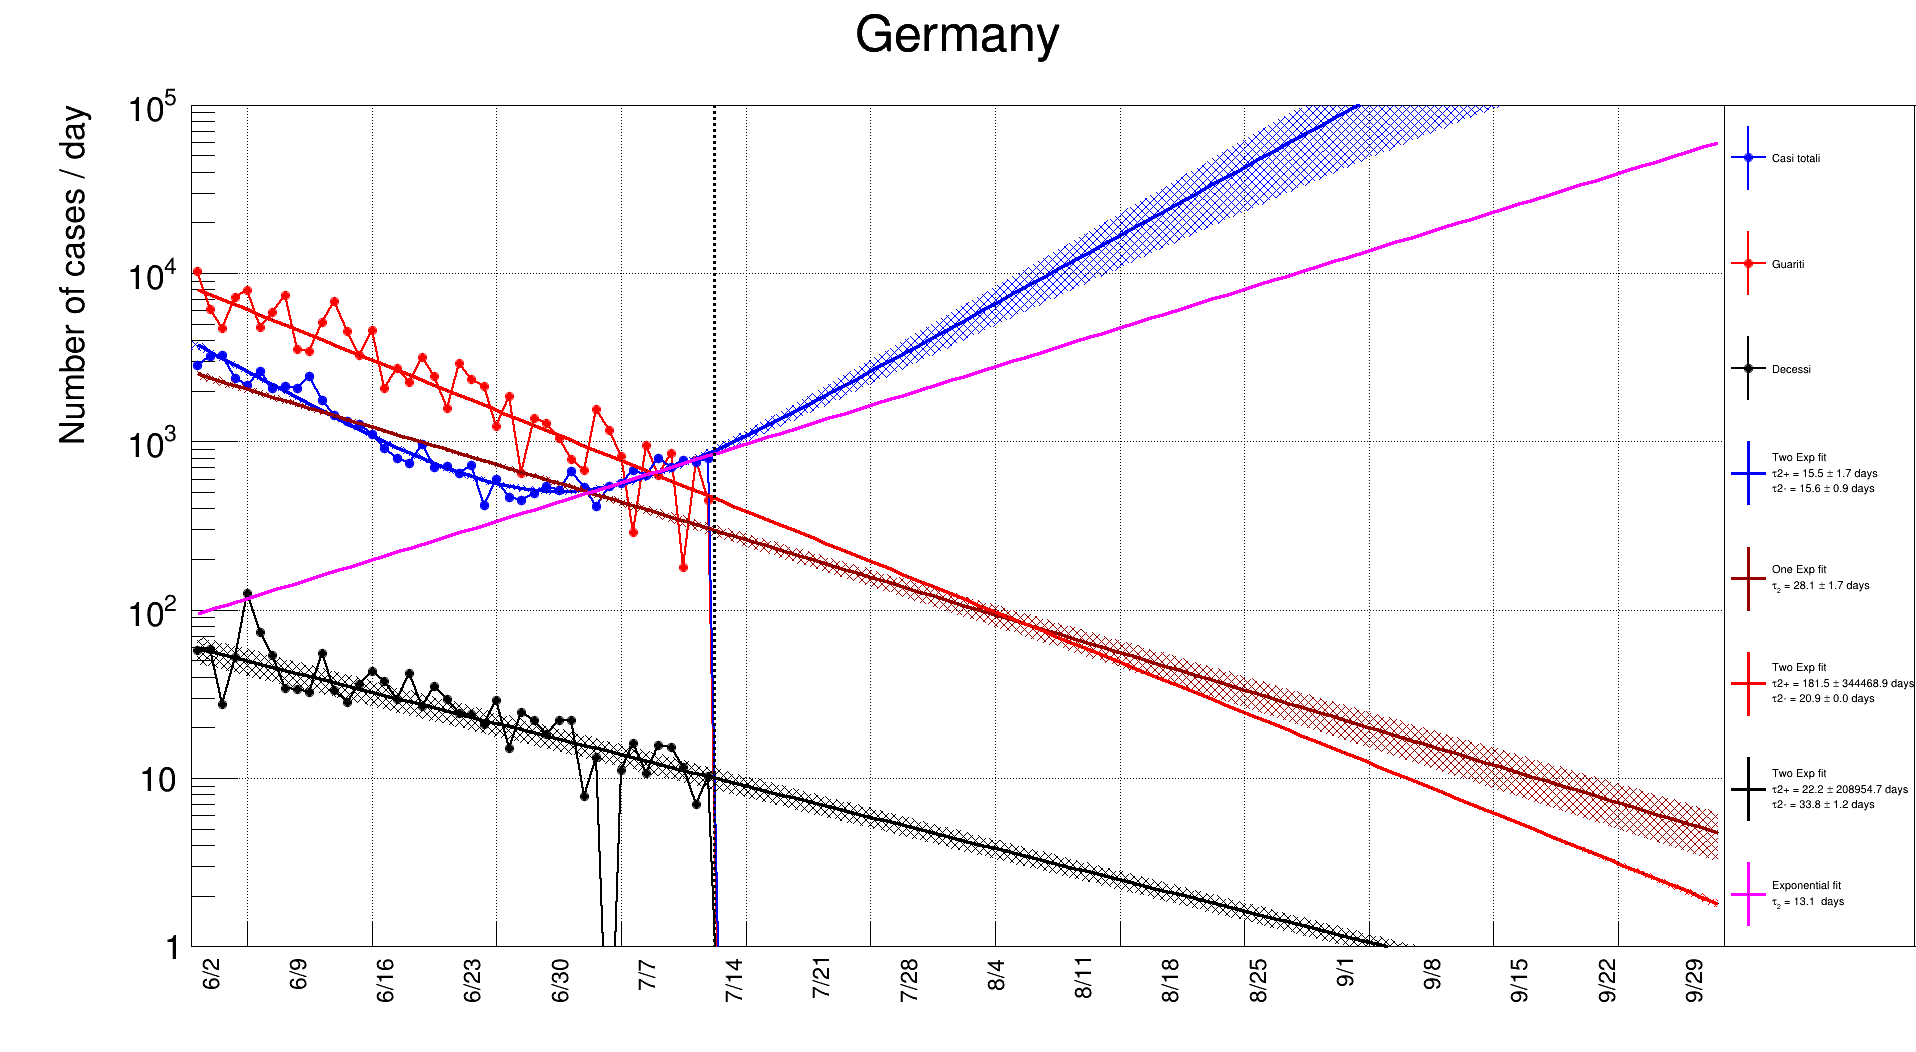 Germany
Number of cases / day
10^5
10^4
10^3
10^2
10
1
6/2
6/9
6/16
6/23
6/30
7/7
7/14
7/21
7/28
8/4
8/11
8/18
8/25
9/1
9/8
9/15
9/22
9/29
Casi totali
Guariti
Decessi
Two Exp fit
τ2+ = 15.5 ± 1.7 days
τ2- = 15.6 ± 0.9 days
One Exp fit
τ₂ = 28.1 ± 1.7 days
Two Exp fit
τ2+ = 181.5 ± 344468.9 days
τ2- = 20.9 ± 0.0 days
Two Exp fit
τ2+ = 22.2 ± 208954.7 days
τ2- = 33.8 ± 1.2 days
Exponential fit
τ₂ = 13.1 days